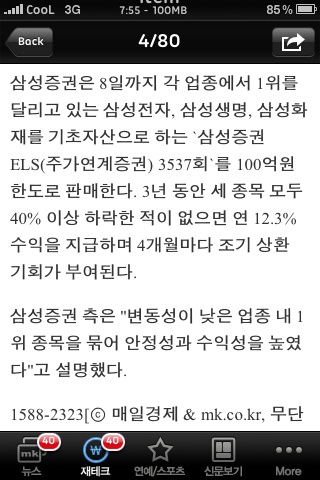 CooL 3G 7:55 - 100MB 85%
Back 4/80
삼성증권은 8일까지 각 업종에서 1위를
달리고 있는 삼성전자, 삼성생명, 삼성화
재를 기초자산으로 하는 `삼성증권
ELS(주가연계증권) 3537회`를 100억원
한도로 판매한다. 3년 동안 세 종목 모두
40% 이상 하락한 적이 없으면 연 12.3%
수익을 지급하며 4개월마다 조기 상환
기회가 부여된다.
삼성증권 측은 "변동성이 낮은 업종 내 1
위 종목을 묶어 안정성과 수익성을 높였
다"고 설명했다.
1588-2323[ⓒ 매일경제 & mk.co.kr, 무단
mk 40 ₩ 40
뉴스 재테크 연예/스포츠 신문보기 More